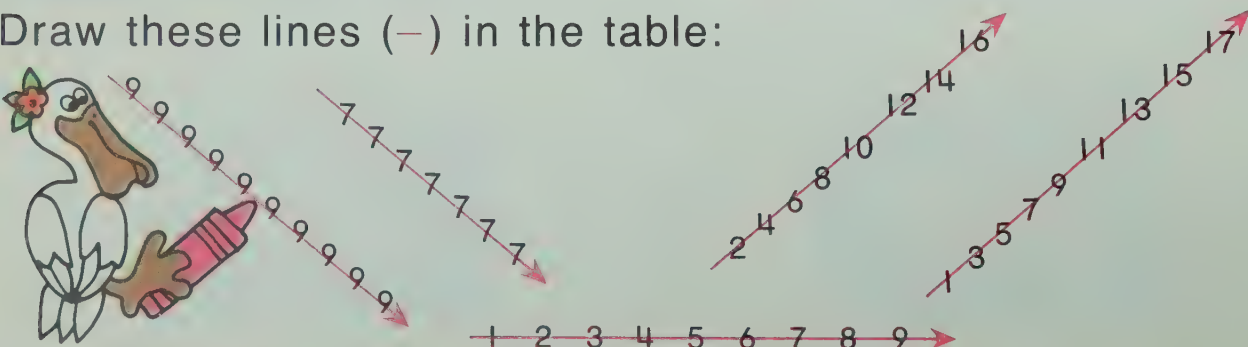 Draw these lines (—) in the table:
9 9 9 9 9 9 9 9 9
7 7 7 7 7 7 7
2 4 6 8 10 12 14 16
1 3 5 7 9 11 13 15 17
1 2 3 4 5 6 7 8 9